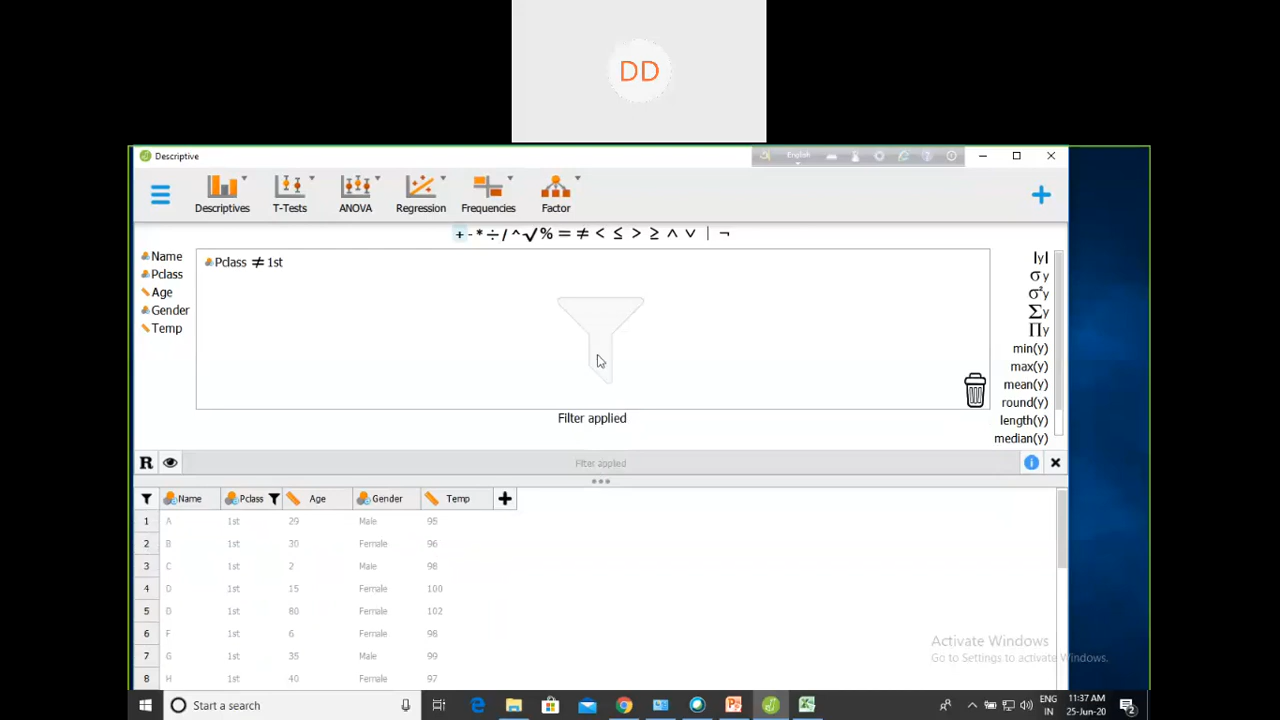 DD
Descriptive
English
Descriptives T-Tests ANOVA Regression Frequencies Factor
+ - * ÷ / ^ √ % = ≠ < ≤ > ≥ ∧ ∨ | ¬
Name
Pclass
Age
Gender
Temp
Pclass ≠ 1st
|y|
σ y
σ²y
Σy
∏y
min(y)
max(y)
mean(y)
round(y)
length(y)
median(y)
Filter applied
R Filter applied
Name Pclass Age Gender Temp
1 A 1st 29 Male 95
2 B 1st 30 Female 96
3 C 1st 2 Male 98
4 D 1st 15 Female 100
5 D 1st 80 Female 102
6 F 1st 6 Female 98
7 G 1st 35 Male 99
8 H 1st 40 Female 97
Activate Windows
Go to Settings to activate Windows.
Start a search
ENG
IN
11:37 AM
25-Jun-20
2